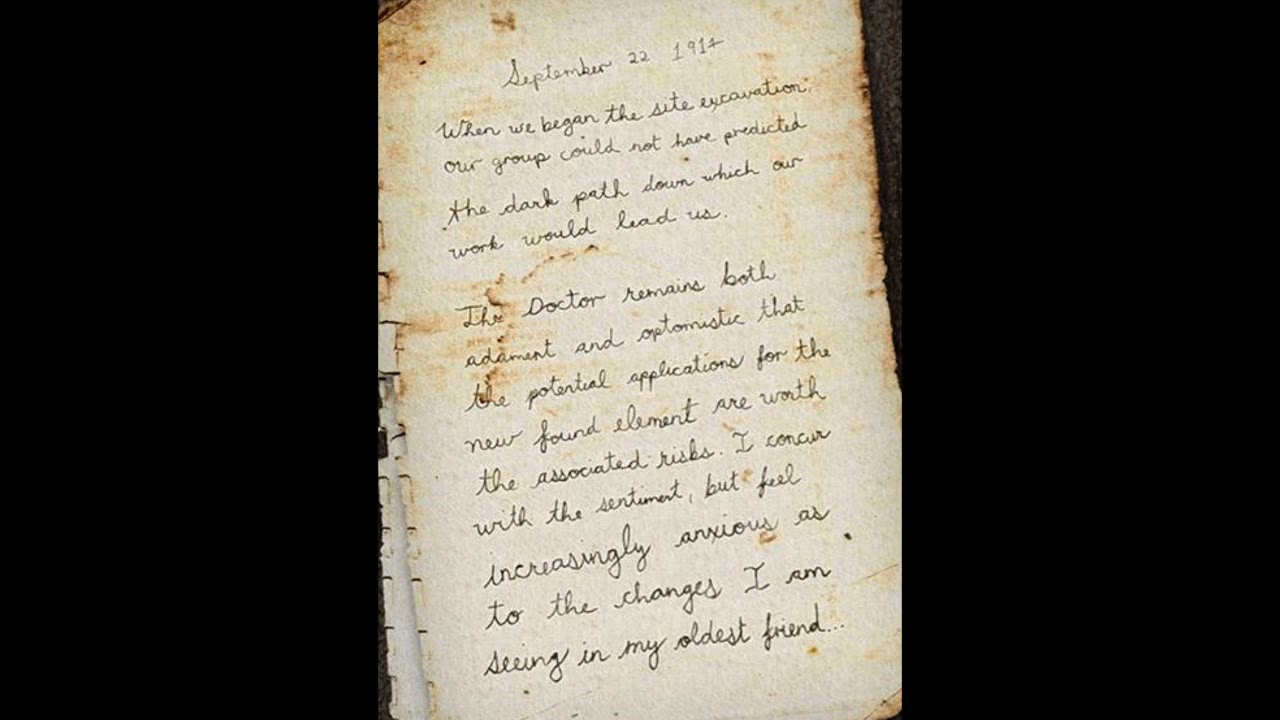 September 22 1914
When we began the site excavation,
our group could not have predicted
the dark path down which our
work would lead us.
The Doctor remains both
adament and optomistic that
the potential applications for the
new found element are worth
the associated risks. I concur
with the sentiment, but feel
increasingly anxious as
to the changes I am
seeing in my oldest friend...